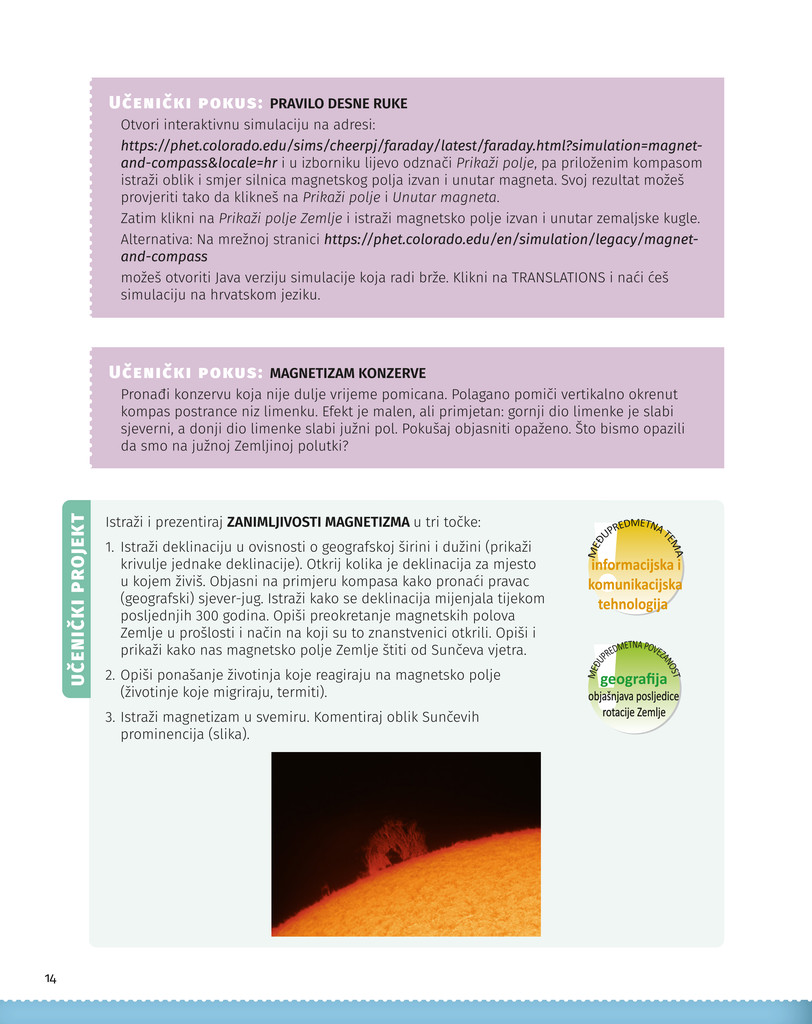 UČENIČKI POKUS: PRAVILO DESNE RUKE
Otvori interaktivnu simulaciju na adresi:
https://phet.colorado.edu/sims/cheerpj/faraday/latest/faraday.html?simulation=magnet-
and-compass&locale=hr i u izborniku lijevo odznači Prikaži polje, pa priloženim kompasom
istraži oblik i smjer silnica magnetskog polja izvan i unutar magneta. Svoj rezultat možeš
provjeriti tako da klikneš na Prikaži polje i Unutar magneta.
Zatim klikni na Prikaži polje Zemlje i istraži magnetsko polje izvan i unutar zemaljske kugle.
Alternativa: Na mrežnoj stranici https://phet.colorado.edu/en/simulation/legacy/magnet-
and-compass
možeš otvoriti Java verziju simulacije koja radi brže. Klikni na TRANSLATIONS i naći ćeš
simulaciju na hrvatskom jeziku.
UČENIČKI POKUS: MAGNETIZAM KONZERVE
Pronađi konzervu koja nije dulje vrijeme pomicana. Polagano pomiči vertikalno okrenut
kompas postrance niz limenku. Efekt je malen, ali primjetan: gornji dio limenke je slabi
sjeverni, a donji dio limenke slabi južni pol. Pokušaj objasniti opaženo. Što bismo opazili
da smo na južnoj Zemljinoj polutki?
UČENIČKI PROJEKT
Istraži i prezentiraj ZANIMLJIVOSTI MAGNETIZMA u tri točke:
1. Istraži deklinaciju u ovisnosti o geografskoj širini i dužini (prikaži
krivulje jednake deklinacije). Otkrij kolika je deklinacija za mjesto
u kojem živiš. Objasni na primjeru kompasa kako pronaći pravac
(geografski) sjever-jug. Istraži kako se deklinacija mijenjala tijekom
posljednjih 300 godina. Opiši preokretanje magnetskih polova
Zemlje u prošlosti i način na koji su to znanstvenici otkrili. Opiši i
prikaži kako nas magnetsko polje Zemlje štiti od Sunčeva vjetra.
2. Opiši ponašanje životinja koje reagiraju na magnetsko polje
(životinje koje migriraju, termiti).
3. Istraži magnetizam u svemiru. Komentiraj oblik Sunčevih
prominencija (slika).
MEĐUPREDMETNA TEMA
informacijska i
komunikacijska
tehnologija
MEĐUPREDMETNA POVEZANOST
geografija
objašnjava posljedice
rotacije Zemlje
14